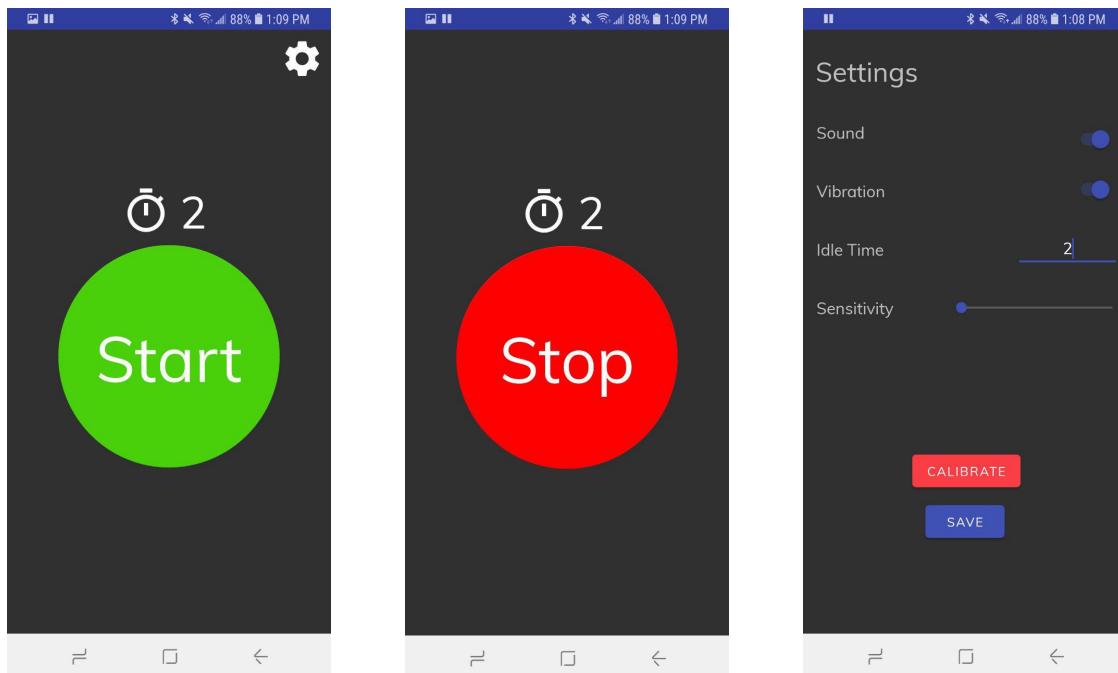 88% 1:09 PM
2
Start
88% 1:09 PM
2
Stop
88% 1:08 PM
Settings
Sound
Vibration
Idle Time 2
Sensitivity
CALIBRATE
SAVE